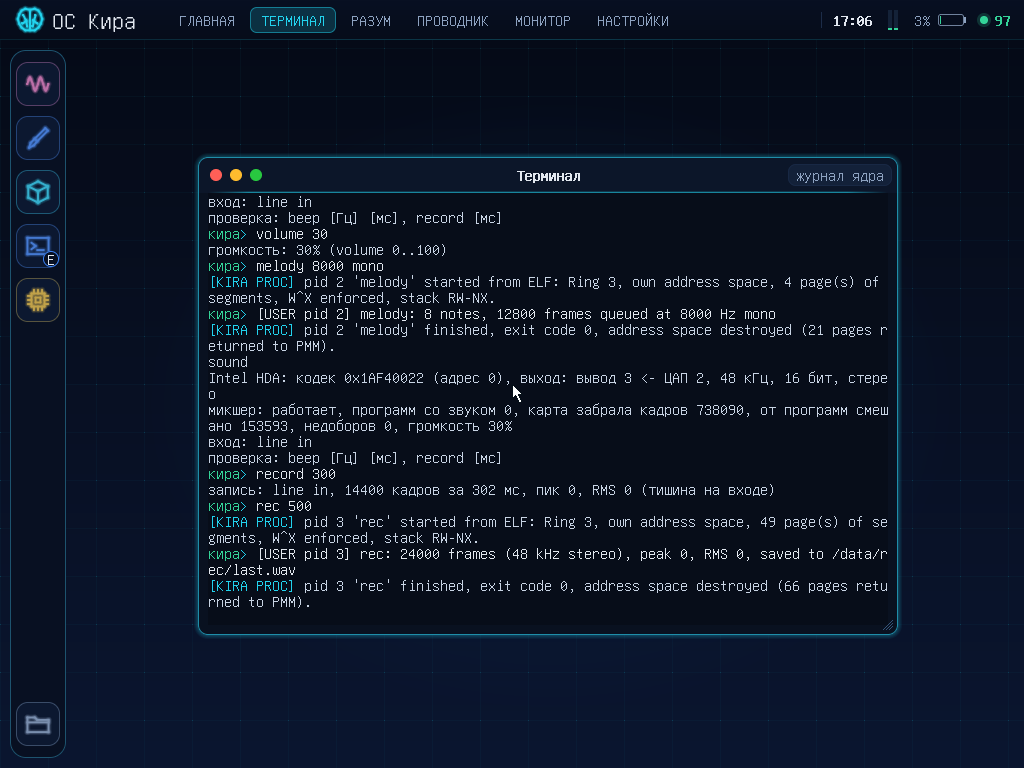 ОС Кира
ГЛАВНАЯ ТЕРМИНАЛ РАЗУМ ПРОВОДНИК МОНИТОР НАСТРОЙКИ
17:06 3% 97
Терминал
журнал ядра
вход: line in
проверка: beep [Гц] [мс], record [мс]
кира> volume 30
громкость: 30% (volume 0..100)
кира> melody 8000 mono
[KIRA PROC] pid 2 'melody' started from ELF: Ring 3, own address space, 4 page(s) of
segments, W^X enforced, stack RW-NX.
кира> [USER pid 2] melody: 8 notes, 12800 frames queued at 8000 Hz mono
[KIRA PROC] pid 2 'melody' finished, exit code 0, address space destroyed (21 pages r
eturned to PMM).
sound
Intel HDA: кодек 0x1AF40022 (адрес 0), выход: вывод 3 <- ЦАП 2, 48 кГц, 16 бит, стере
о
микшер: работает, программ со звуком 0, карта забрала кадров 738090, от программ смеш
ано 153593, недоборов 0, громкость 30%
вход: line in
проверка: beep [Гц] [мс], record [мс]
кира> record 300
запись: line in, 14400 кадров за 302 мс, пик 0, RMS 0 (тишина на входе)
кира> rec 500
[KIRA PROC] pid 3 'rec' started from ELF: Ring 3, own address space, 49 page(s) of se
gments, W^X enforced, stack RW-NX.
кира> [USER pid 3] rec: 24000 frames (48 kHz stereo), peak 0, RMS 0, saved to /data/r
ec/last.wav
[KIRA PROC] pid 3 'rec' finished, exit code 0, address space destroyed (66 pages retu
rned to PMM).
E